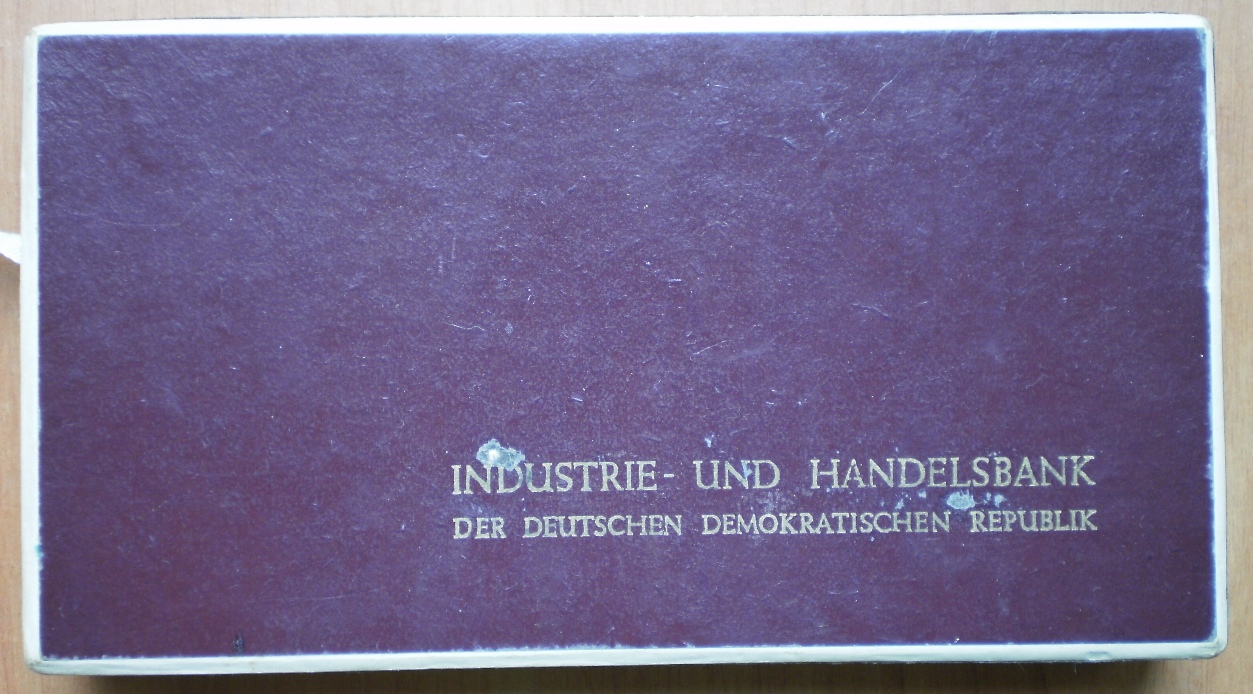 INDUSTRIE- UND HANDELSBANK
DER DEUTSCHEN DEMOKRATISCHEN REPUBLIK